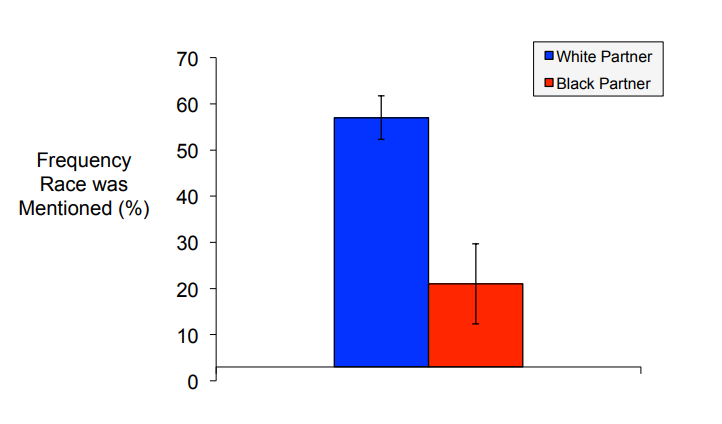 White Partner
Black Partner
Frequency
Race was
Mentioned (%)
70
60
50
40
30
20
10
0